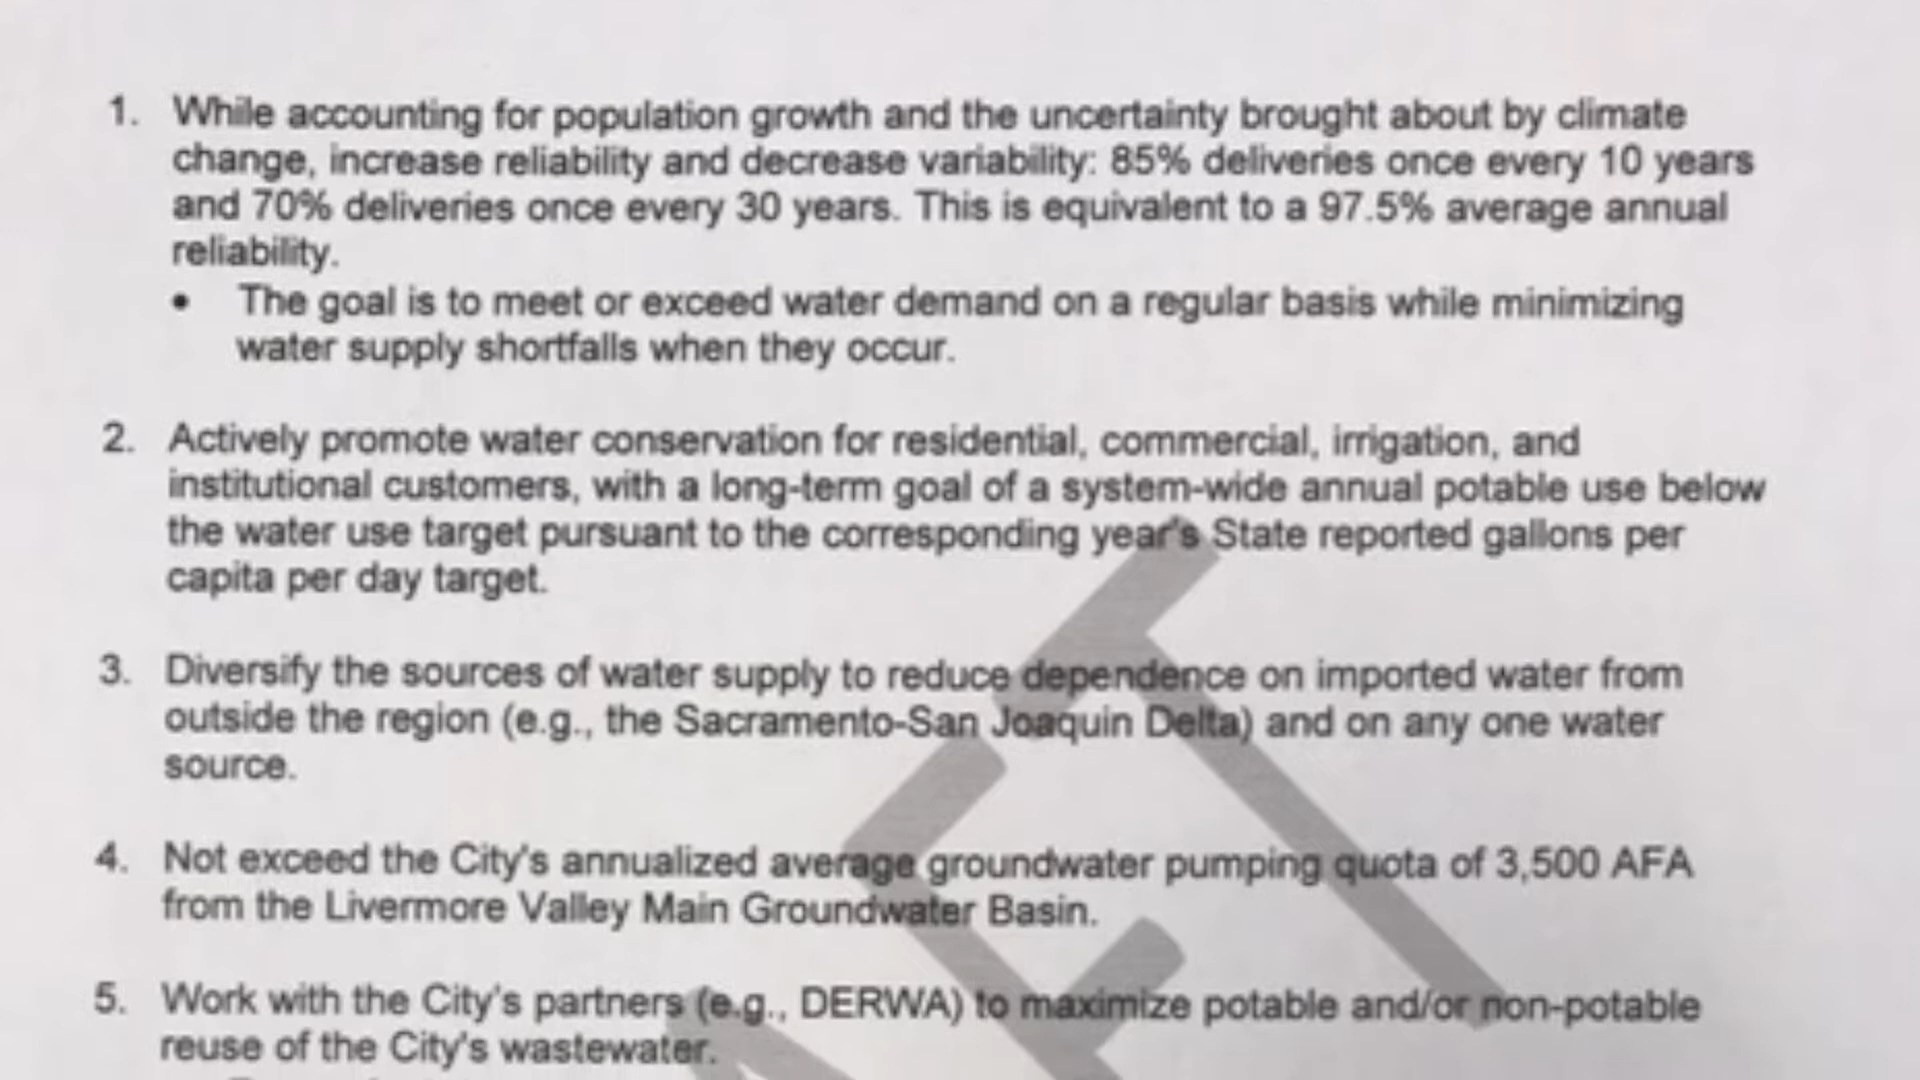 1. While accounting for population growth and the uncertainty brought about by climate
change, increase reliability and decrease variability: 85% deliveries once every 10 years
and 70% deliveries once every 30 years. This is equivalent to a 97.5% average annual
reliability.
• The goal is to meet or exceed water demand on a regular basis while minimizing
water supply shortfalls when they occur.
2. Actively promote water conservation for residential, commercial, irrigation, and
institutional customers, with a long-term goal of a system-wide annual potable use below
the water use target pursuant to the corresponding year's State reported gallons per
capita per day target.
3. Diversify the sources of water supply to reduce dependence on imported water from
outside the region (e.g., the Sacramento-San Joaquin Delta) and on any one water
source.
4. Not exceed the City's annualized average groundwater pumping quota of 3,500 AFA
from the Livermore Valley Main Groundwater Basin.
5. Work with the City's partners (e.g., DERWA) to maximize potable and/or non-potable
reuse of the City's wastewater.